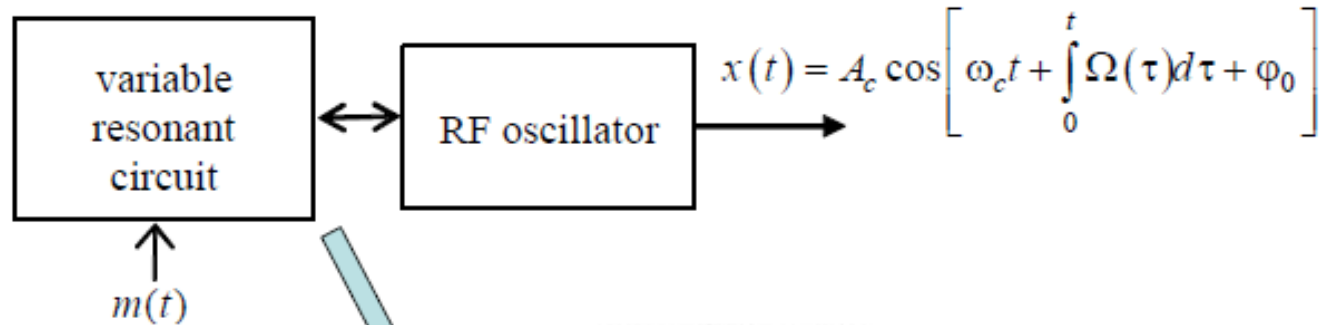 variable
resonant
circuit
RF oscillator
x(t) = A_c cos[ω_c t + ∫_0^t Ω(τ)dτ + φ_0]
m(t)